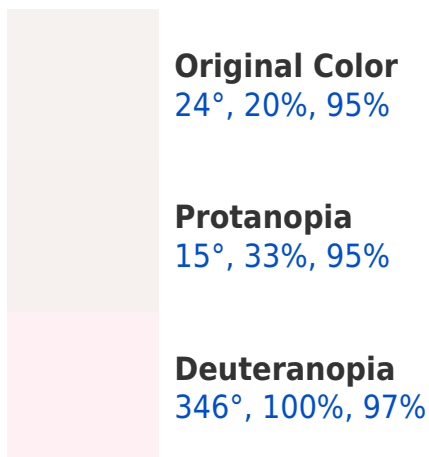 Original Color
24°, 20%, 95%
Protanopia
15°, 33%, 95%
Deuteranopia
346°, 100%, 97%